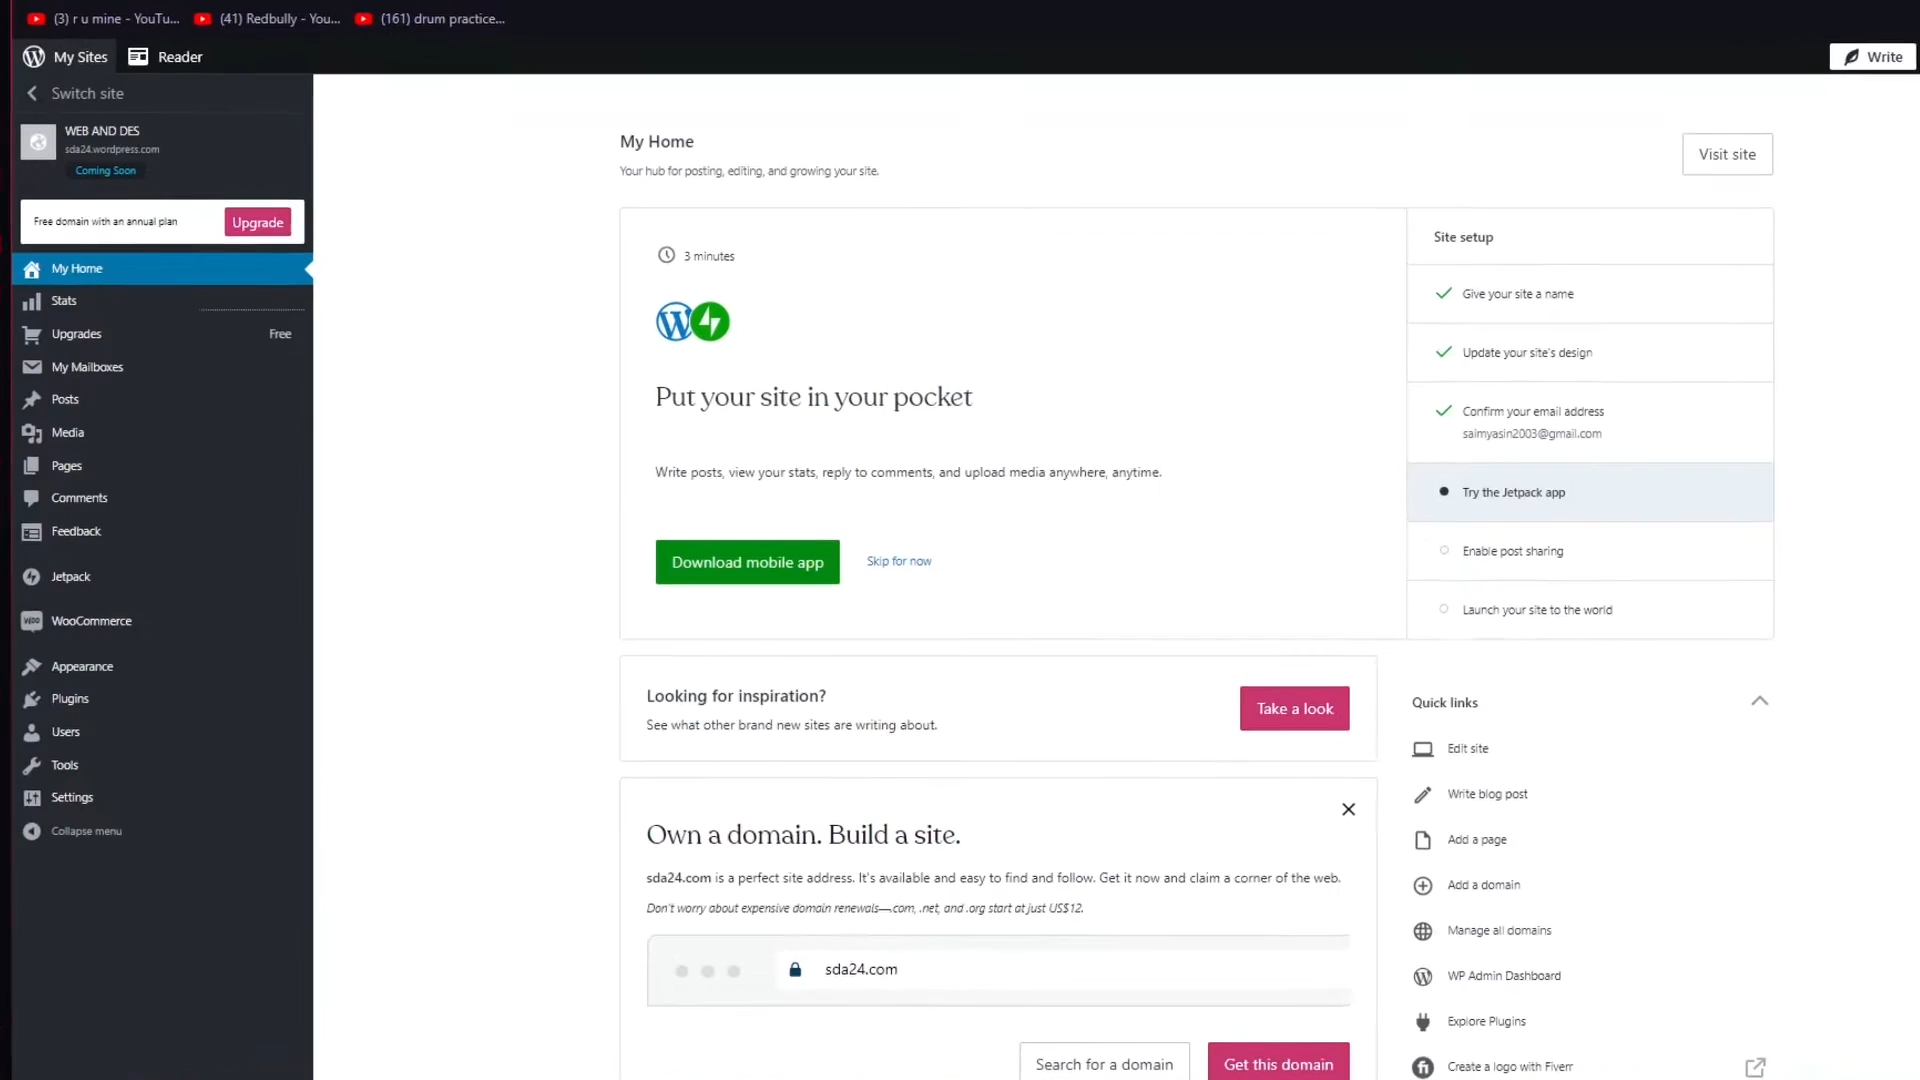 (3) r u mine - YouTu...
(41) Redbully - You...
(161) drum practice...
My Sites
Reader
Write
Switch site
WEB AND DES
sda24.wordpress.com
Coming Soon
Free domain with an annual plan
Upgrade
My Home
Stats
Upgrades
Free
My Mailboxes
Posts
Media
Pages
Comments
Feedback
Jetpack
WooCommerce
Appearance
Plugins
Users
Tools
Settings
Collapse menu
My Home
Your hub for posting, editing, and growing your site.
Visit site
3 minutes
Put your site in your pocket
Write posts, view your stats, reply to comments, and upload media anywhere, anytime.
Download mobile app
Skip for now
Site setup
Give your site a name
Update your site's design
Confirm your email address
saimyasin2003@gmail.com
Try the Jetpack app
Enable post sharing
Launch your site to the world
Looking for inspiration?
See what other brand new sites are writing about.
Take a look
Own a domain. Build a site.
sda24.com is a perfect site address. It's available and easy to find and follow. Get it now and claim a corner of the web.
Don't worry about expensive domain renewals—.com, .net, and .org start at just US$12.
sda24.com
Search for a domain
Get this domain
Quick links
Edit site
Write blog post
Add a page
Add a domain
Manage all domains
WP Admin Dashboard
Explore Plugins
Create a logo with Fiverr